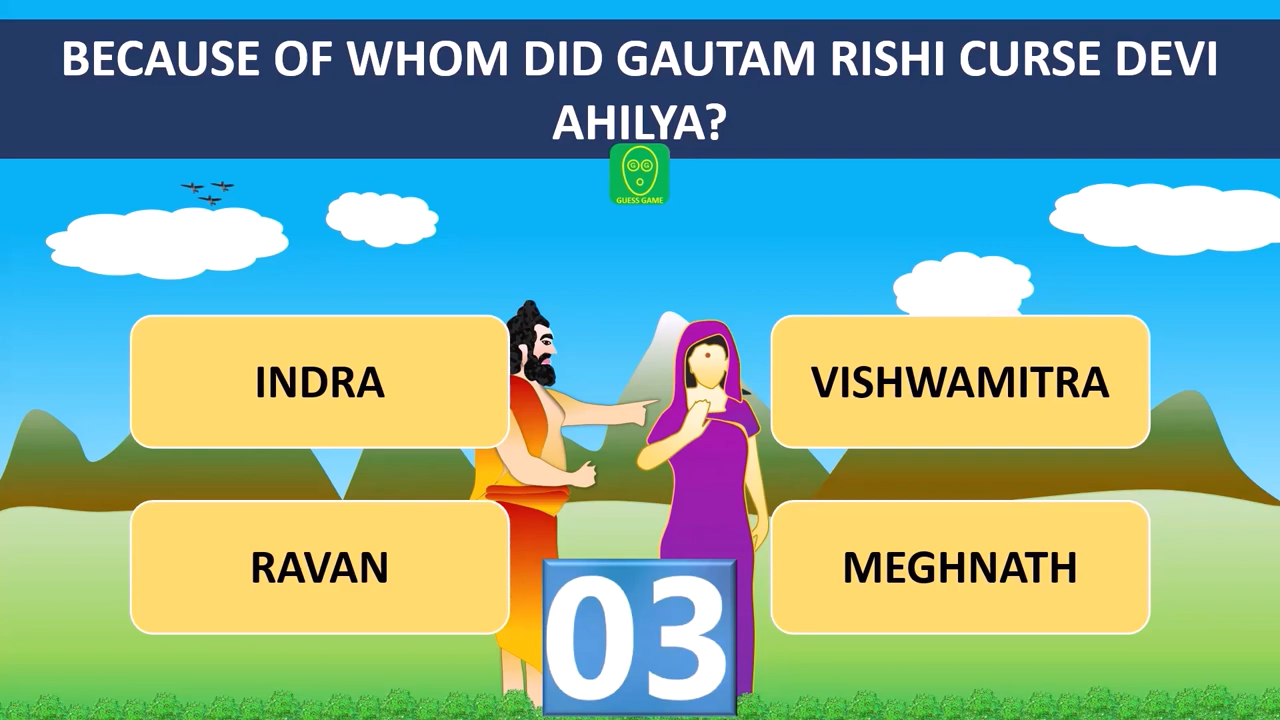 BECAUSE OF WHOM DID GAUTAM RISHI CURSE DEVI
AHILYA?
G G
GUESS GAME
INDRA
VISHWAMITRA
RAVAN
MEGHNATH
03